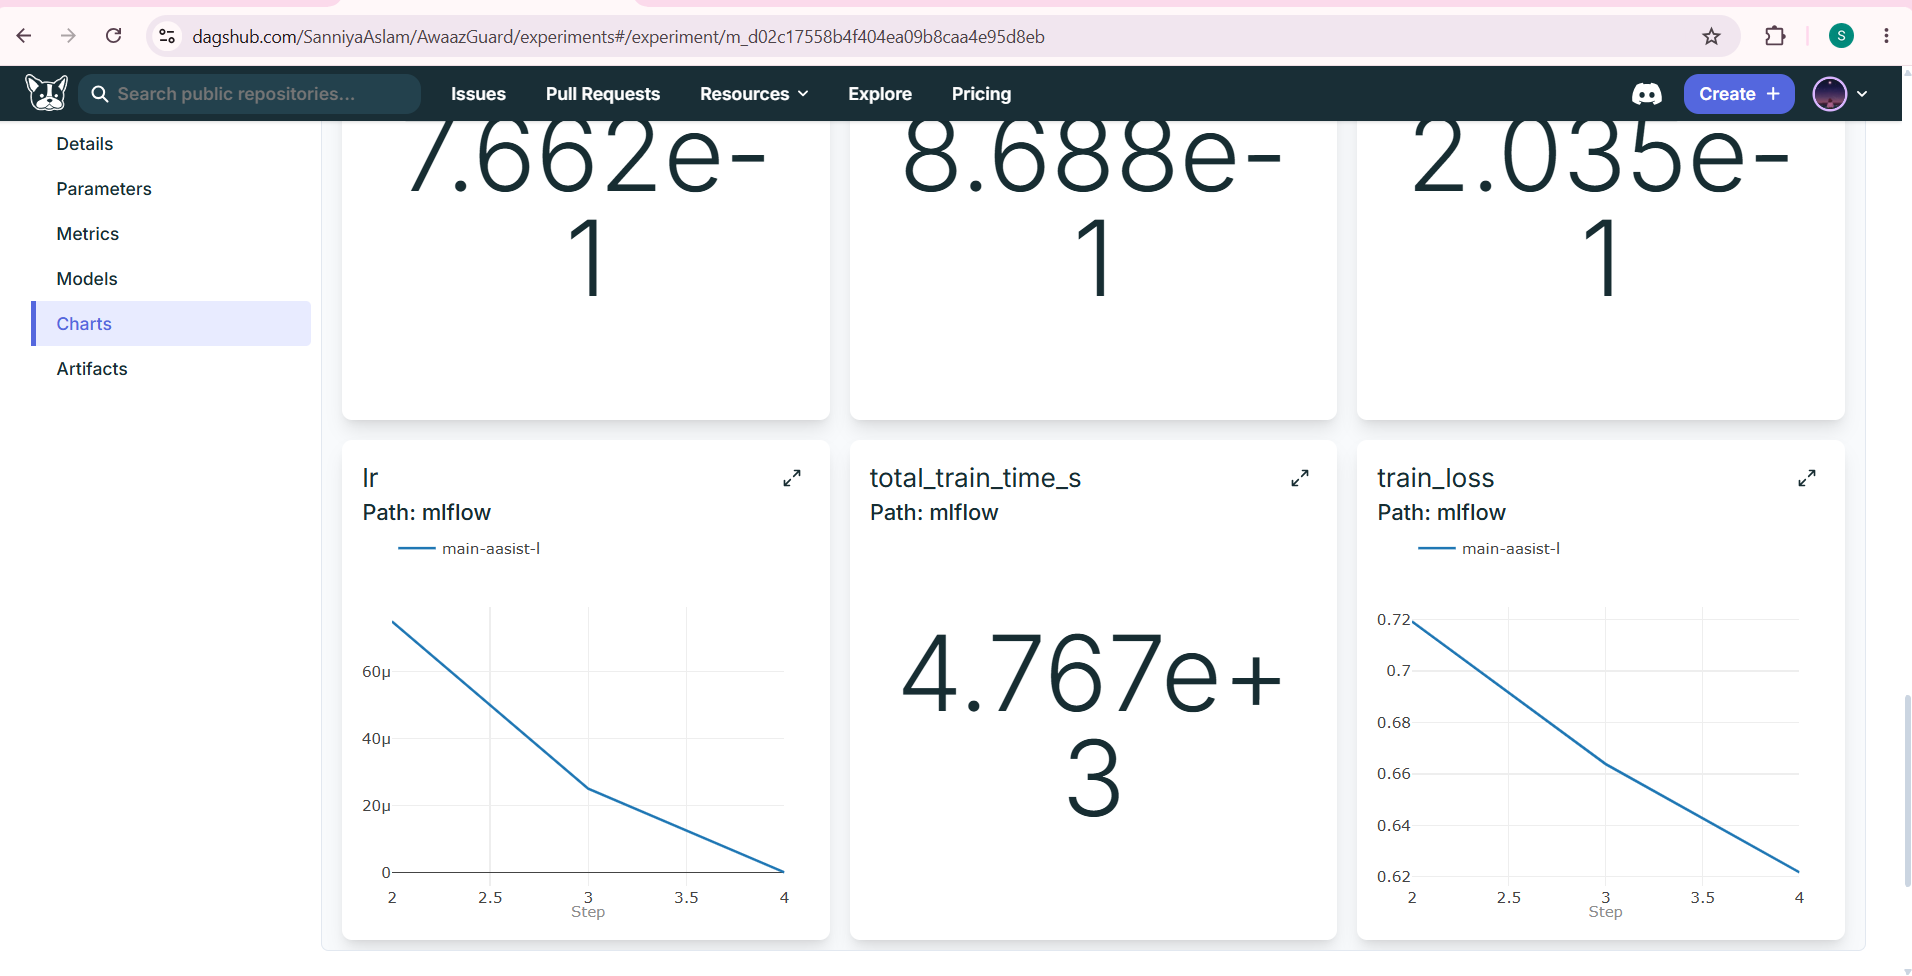 dagshub.com/SanniyaAslam/AwaazGuard/experiments#/experiment/m_d02c17558b4f404ea09b8caa4e95d8eb
S
Search public repositories...
Issues
Pull Requests
Resources
Explore
Pricing
Create +
Details
Parameters
Metrics
Models
Charts
Artifacts
7.662e-
1
8.688e-
1
2.035e-
1
lr
Path: mlflow
main-aasist-l
60µ
40µ
20µ
0
2 2.5 3 3.5 4
Step
total_train_time_s
Path: mlflow
4.767e+
3
train_loss
Path: mlflow
main-aasist-l
0.72
0.7
0.68
0.66
0.64
0.62
2 2.5 3 3.5 4
Step